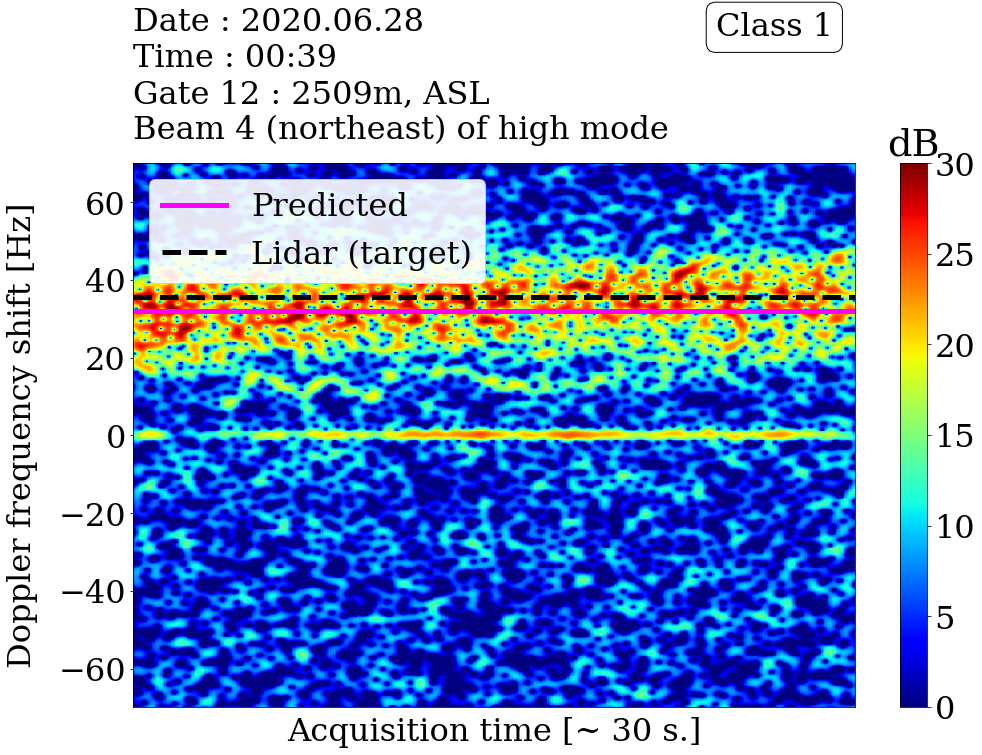 Date : 2020.06.28
Class 1
Time : 00:39
Gate 12 : 2509m, ASL
Beam 4 (northeast) of high mode
dB
Predicted
Lidar (target)
Doppler frequency shift [Hz]
60
40
20
0
−20
−40
−60
30
25
20
15
10
5
0
Acquisition time [~ 30 s.]